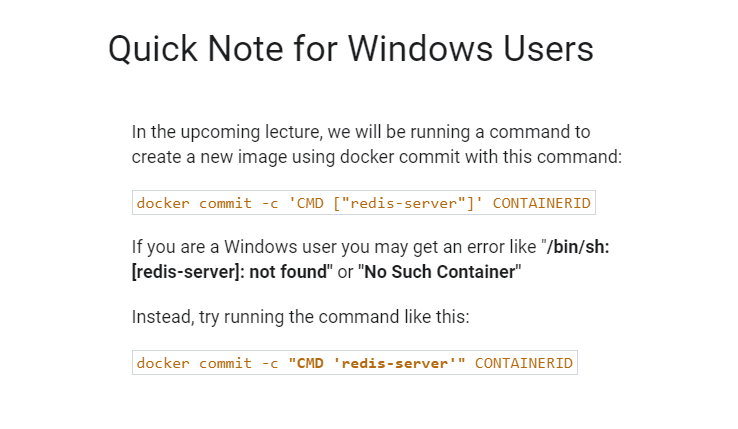 Quick Note for Windows Users
In the upcoming lecture, we will be running a command to
create a new image using docker commit with this command:
docker commit -c 'CMD ["redis-server"]' CONTAINERID
If you are a Windows user you may get an error like "/bin/sh:
[redis-server]: not found" or "No Such Container"
Instead, try running the command like this:
docker commit -c "CMD 'redis-server'" CONTAINERID